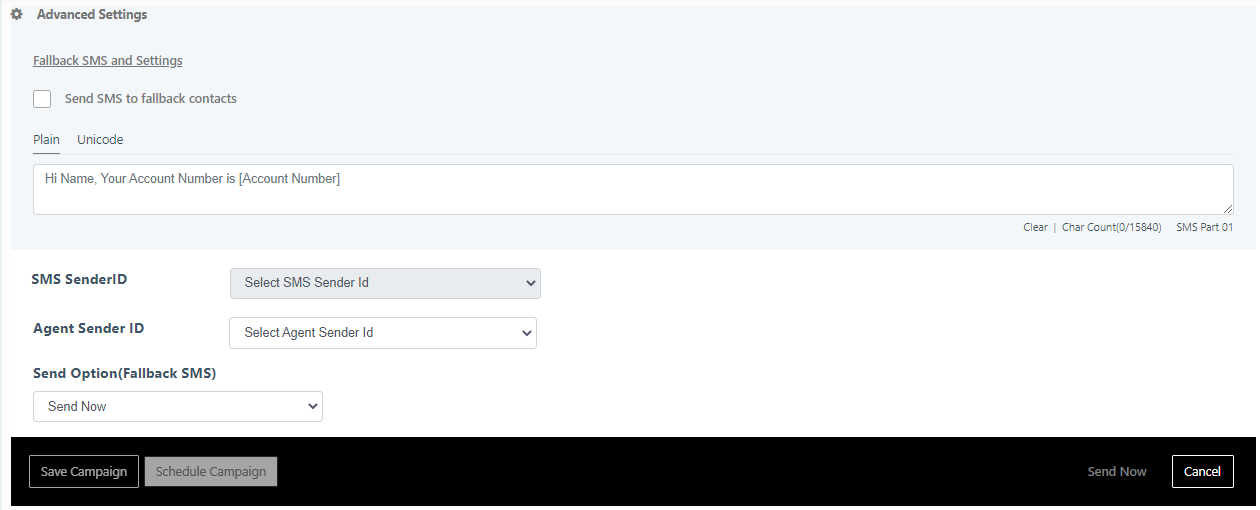 Advanced Settings
Fallback SMS and Settings
Send SMS to fallback contacts
Plain Unicode
Hi Name, Your Account Number is [Account Number]
Clear | Char Count(0/15840) SMS Part 01
SMS SenderID Select SMS Sender Id
Agent Sender ID Select Agent Sender Id
Send Option(Fallback SMS)
Send Now
Save Campaign Schedule Campaign Send Now Cancel